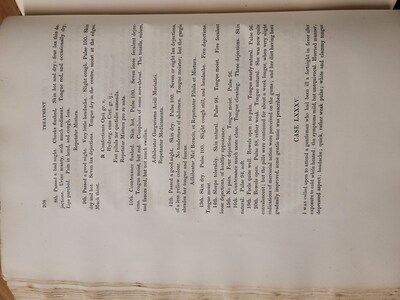 208 TREATMENT
8th. Passed a bad night. Cheeks flushed. Skin hot and dry: four lax thin dejections. Urine scanty, with much sediment. Tongue red, and occasionally dry. Lips parched. Pain in head, and cough, less.
Repetatur Mistura.
9th. Passed a good night. Very little headache. Slight cough. Pulse 100. Skin dry and hot. Seven lax dejections. Tongue dry in the centre, moist at the edges. Much thirst.
Confectionis Opii gr. v.
Hydrarg. cum Cret. gr.
Fiat pilula ter quotidie sumenda.
Repetatur Mistura pro re nata.
10th. Countenance flushed. Skin hot. Pulse 100. Seven loose feculent dejections. Tongue moist, but red. Complains of some sore-throat. The tonsils, velum, and fauces red, but not much swollen.
Adhibeatur Gargarisma Acidi Muriatici
Repetantur Medicamenta.
12th. Passed a good night. Skin dry. Pulse 100. Seven or eight lax dejections, of a less yellow colour. No tenderness of abdomen. Tongue moister; but the gargle abrades her tongue and fauces.
Adhibeatur Mel Boracis, et Repetantur Pilula et Mistura.
13th. Skin dry. Pulse 100. Slight cough still, and headache. Five dejections. Tongue moist.
14th. Sleeps tolerably. Skin natural. Pulse 99. Tongue moist. Five feculent loose dejections, of healthy appearance.
15th. No pain. Four dejections. Tongue moist. Pulse 96.
16th. Countenance much more clear. Tongue cleaning. Three dejections. Skin natural. Pulse 94, soft.
19th. Feels quite well. Bowels open: no pain. Tongue nearly natural. Pulse 96.
20th. Bowels open. Pulse 98, rather weak. Tongue natural. She was now quite convalescent; but the pills were continued for about a week longer, when very slight indications of mercurial action were perceived on the gums; and her diet having been gradually improved, some gentle tonic was prescribed.
CASE LXXXV.
I WAS called upon to attend a gentleman who had been ill a fortnight in fever after exposure to cold while heated: the symptoms mild, but unequivocal. Hurried manner; depressed aspect; headache; quick, rather weak pulse; white and clammy tongue